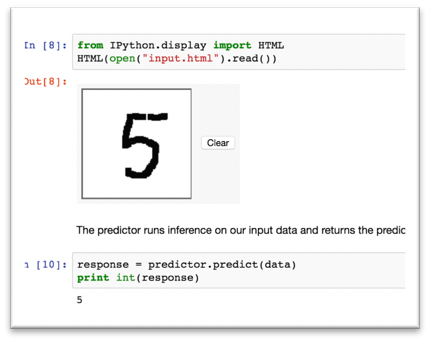 In [8]: from IPython.display import HTML
HTML(open("input.html").read())
Out[8]:
5
Clear
The predictor runs inference on our input data and returns the predic
n [10]: response = predictor.predict(data)
print int(response)
5